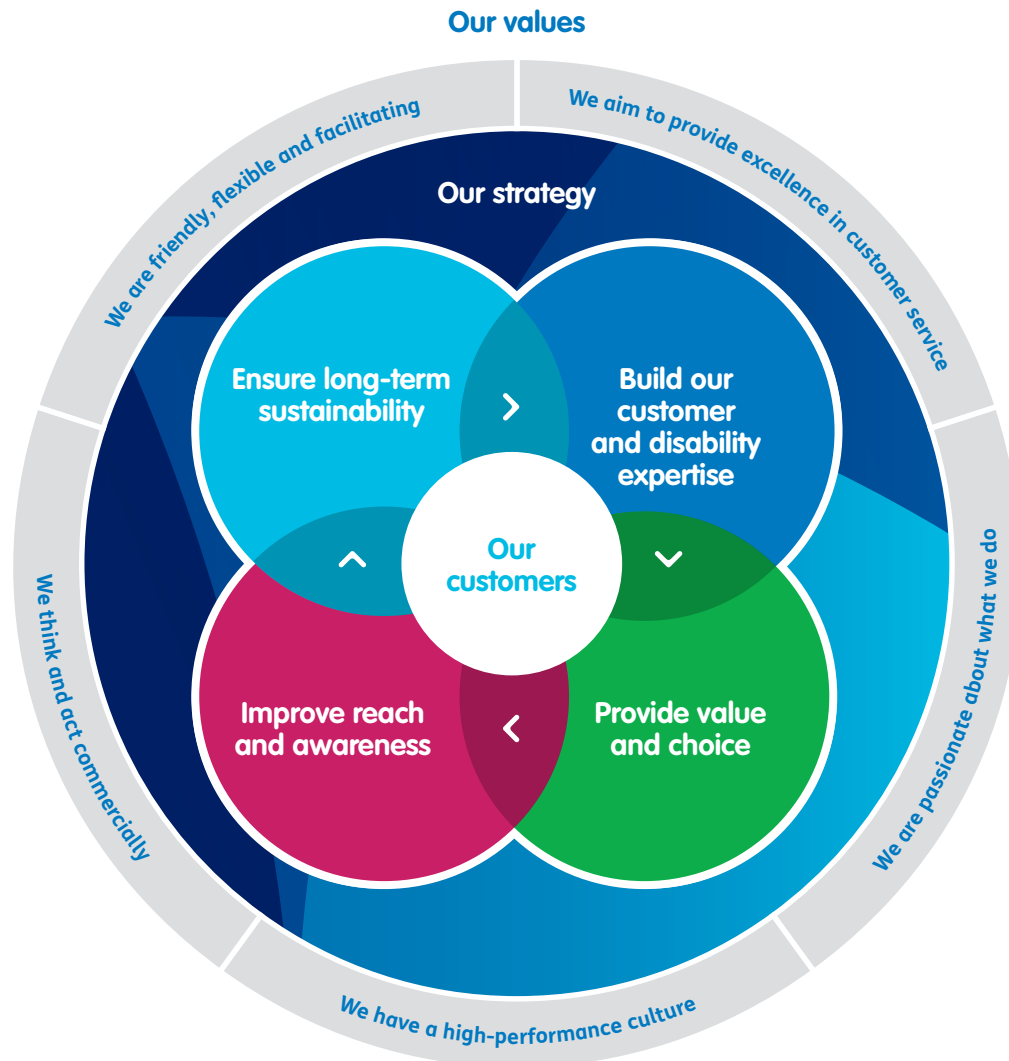 Our values
We are friendly, flexible and facilitating
We aim to provide excellence in customer service
Our strategy
Ensure long-term
sustainability
Build our
customer
and disability
expertise
Our
customers
Improve reach
and awareness
Provide value
and choice
We think and act commercially
We are passionate about what we do
We have a high-performance culture